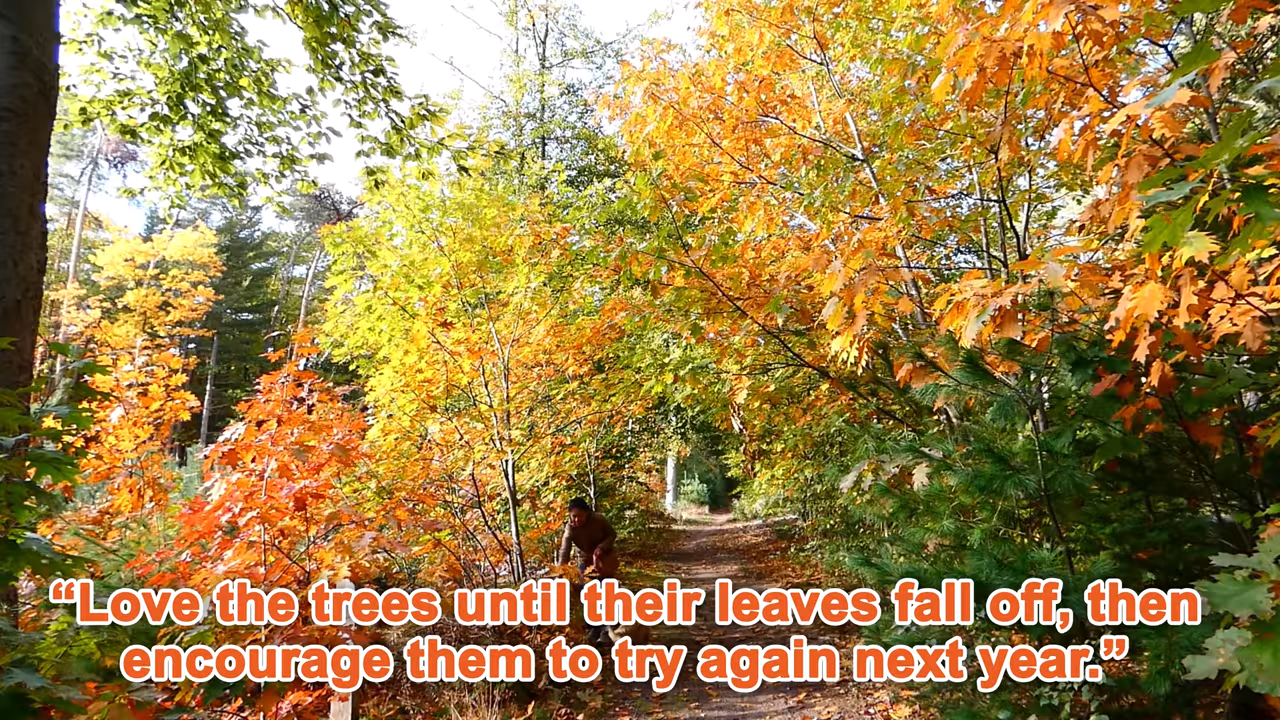 “Love the trees until their leaves fall off, then
encourage them to try again next year.”